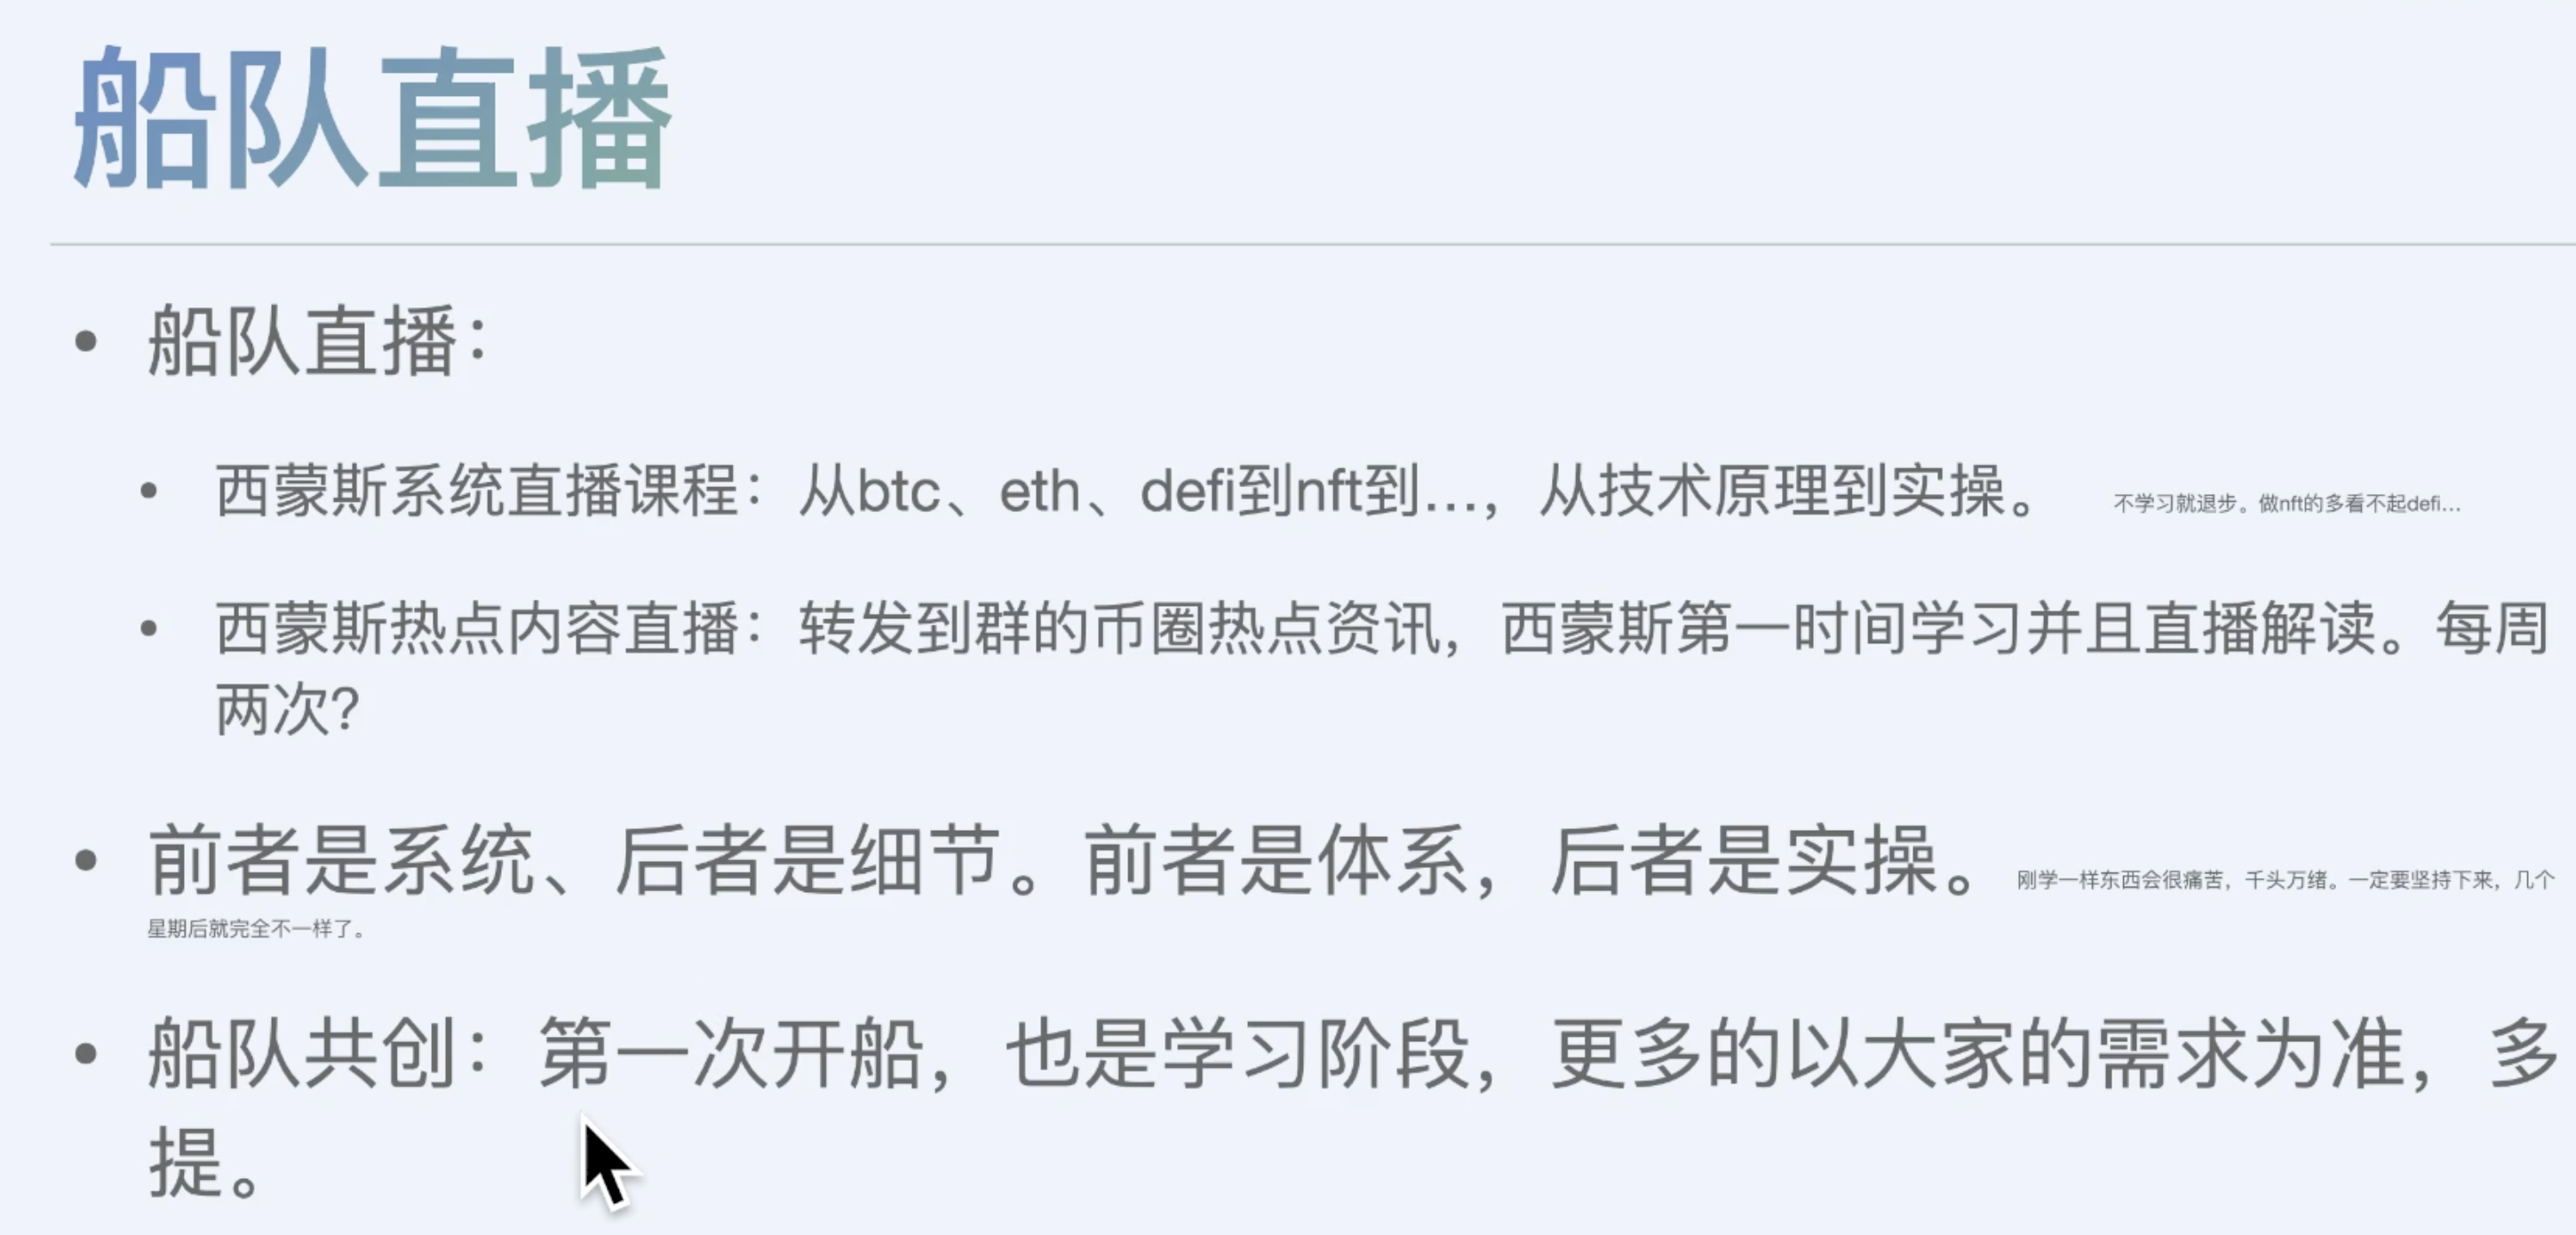 船队直播
• 船队直播：
• 西蒙斯系统直播课程：从btc、eth、defi到nft到…，从技术原理到实操。 不学习就退步。做nft的多看不起defi…
• 西蒙斯热点内容直播：转发到群的币圈热点资讯，西蒙斯第一时间学习并且直播解读。每周
两次？
• 前者是系统、后者是细节。前者是体系，后者是实操。刚学一样东西会很痛苦，千头万绪。一定要坚持下来，几个
星期后就完全不一样了。
• 船队共创：第一次开船，也是学习阶段，更多的以大家的需求为准，多
提。